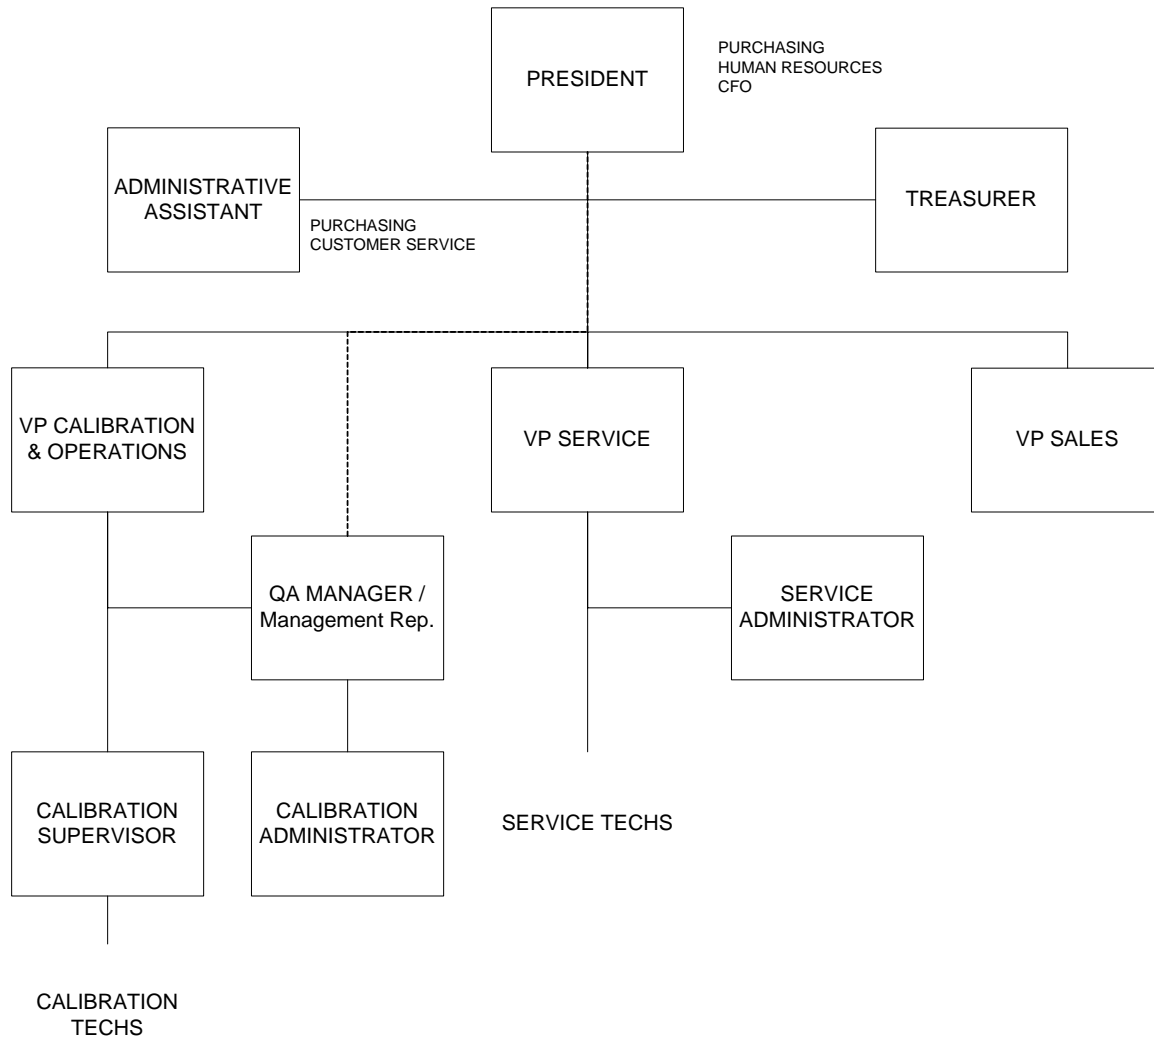 PRESIDENT
PURCHASING
HUMAN RESOURCES
CFO
ADMINISTRATIVE
ASSISTANT
PURCHASING
CUSTOMER SERVICE
TREASURER
VP CALIBRATION
& OPERATIONS
VP SERVICE
VP SALES
QA MANAGER /
Management Rep.
SERVICE
ADMINISTRATOR
CALIBRATION
SUPERVISOR
CALIBRATION
ADMINISTRATOR
SERVICE TECHS
CALIBRATION
TECHS